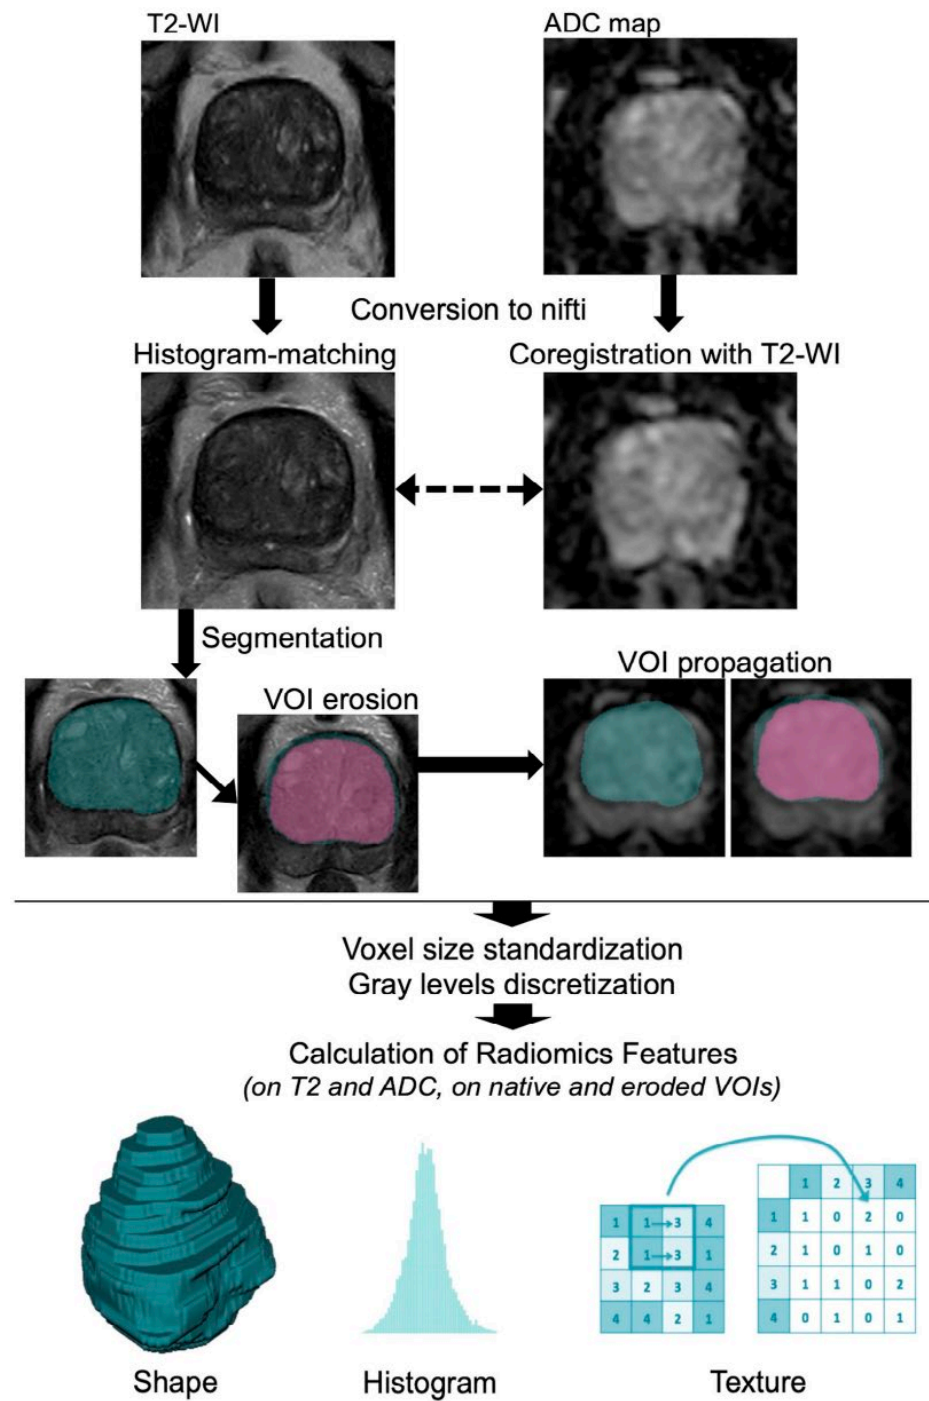 T2-WI
ADC map
Conversion to nifti
Histogram-matching
Coregistration with T2-WI
Segmentation
VOI erosion
VOI propagation
Voxel size standardization
Gray levels discretization
Calculation of Radiomics Features
(on T2 and ADC, on native and eroded VOIs)
1 1 3 4
2 1 3 1
3 2 3 4
4 4 2 1
1 2 3 4
1 1 0 2 0
2 1 0 1 0
3 1 1 0 2
4 0 1 0 1
Shape
Histogram
Texture